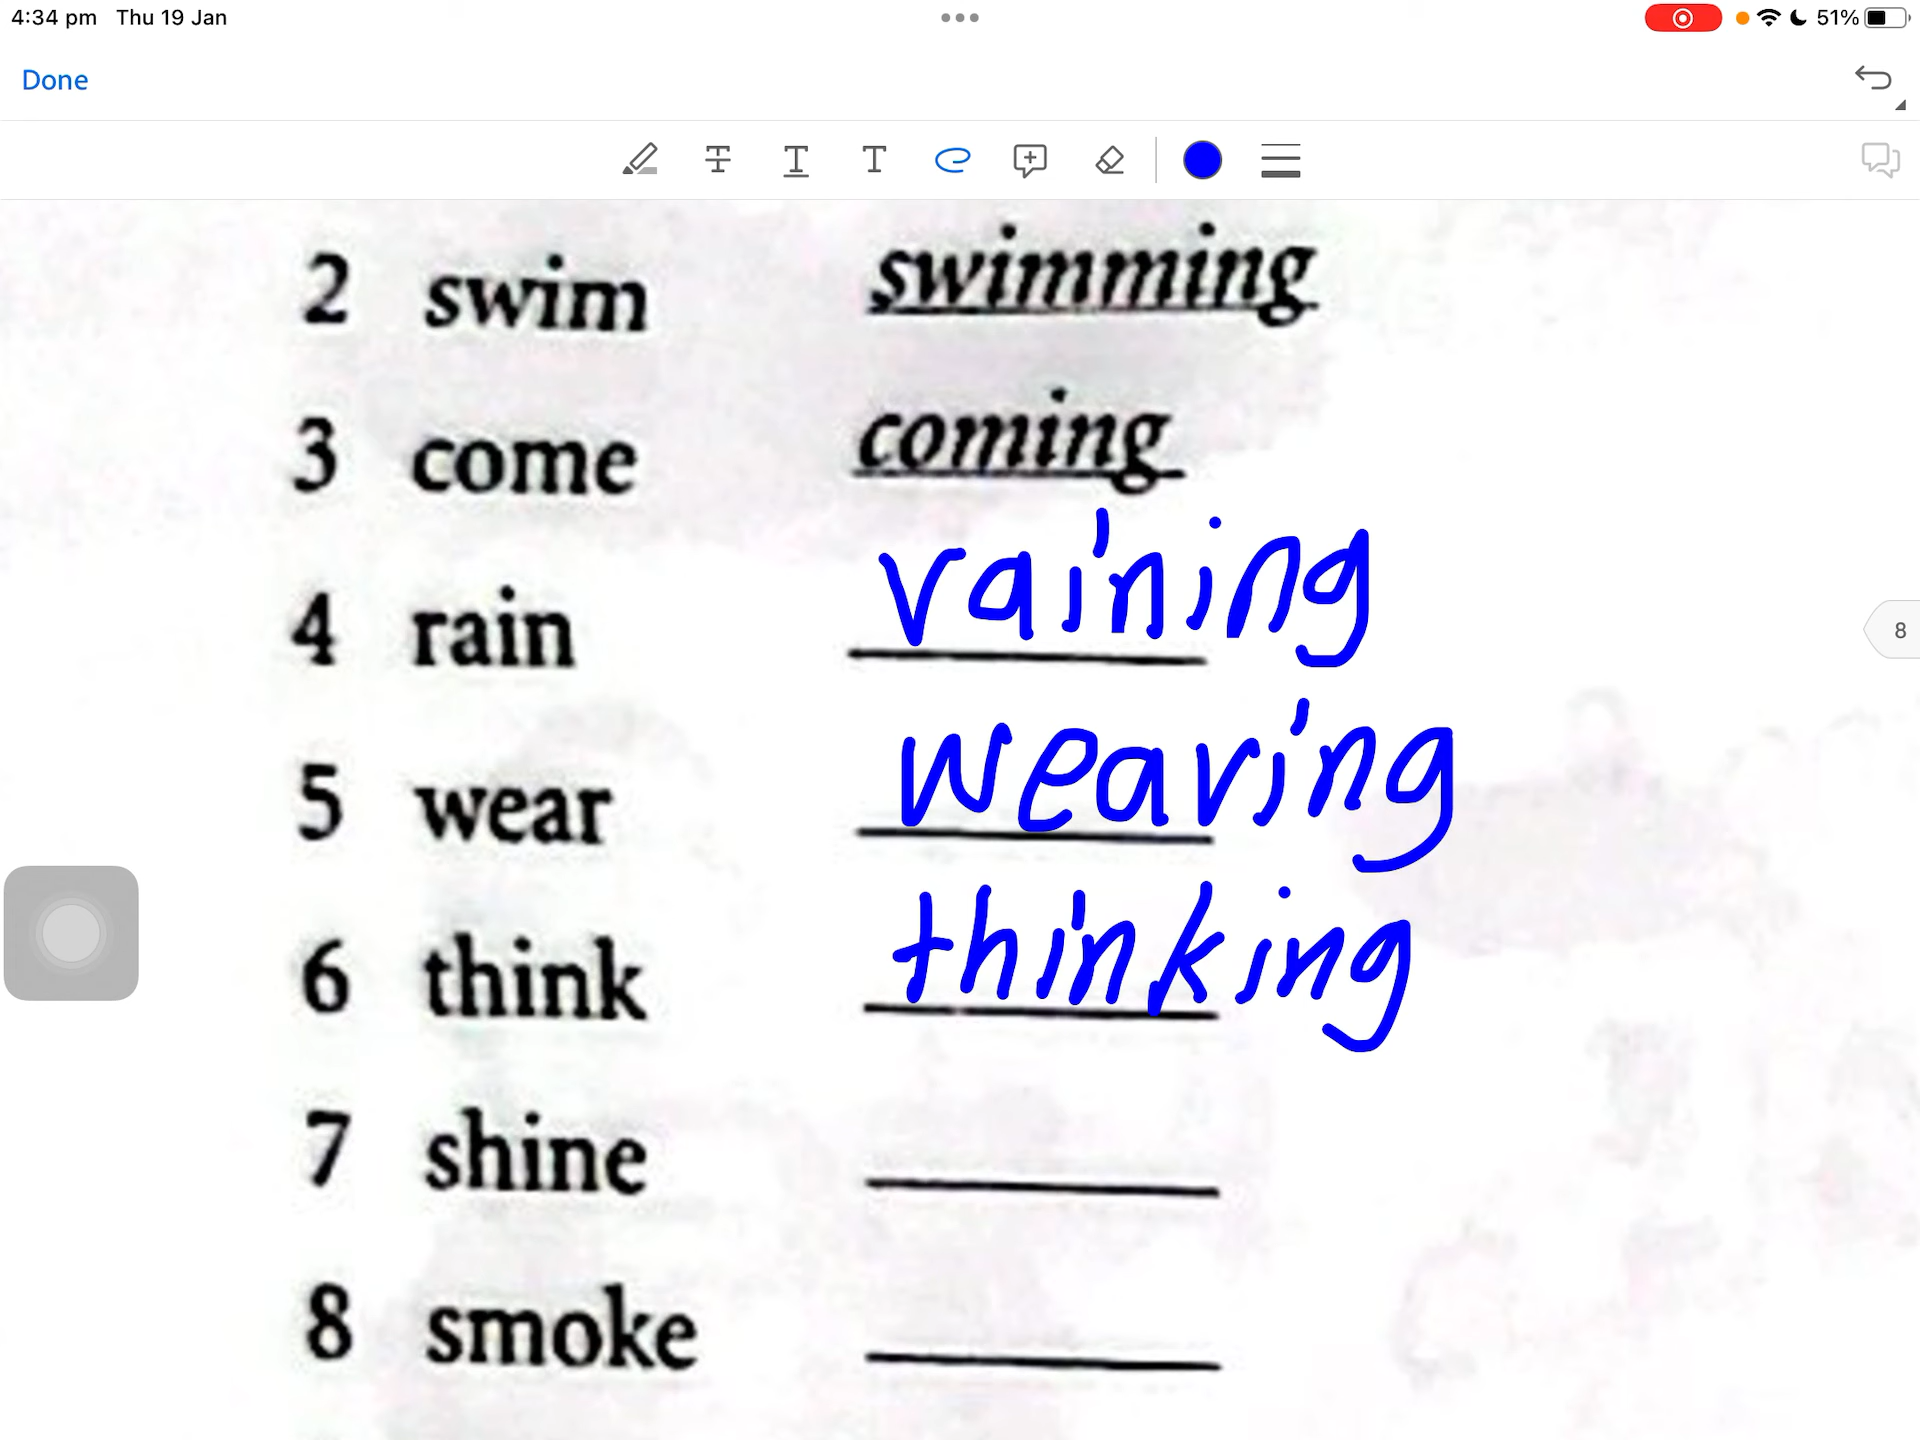 4:34 pm Thu 19 Jan
51%
Done
T T T
2 swim swimming
3 come coming
4 rain raining
8
5 wear wearing
6 think thinking
7 shine
8 smoke